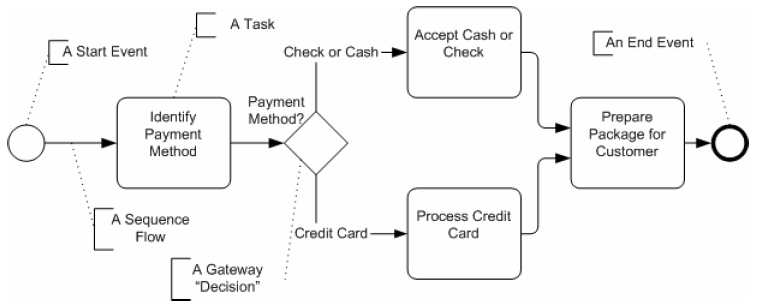 A Start Event
A Task
Check or Cash
Accept Cash or
Check
An End Event
Identify
Payment
Method
Payment
Method?
Prepare
Package for
Customer
A Sequence
Flow
Credit Card
Process Credit
Card
A Gateway
“Decision”